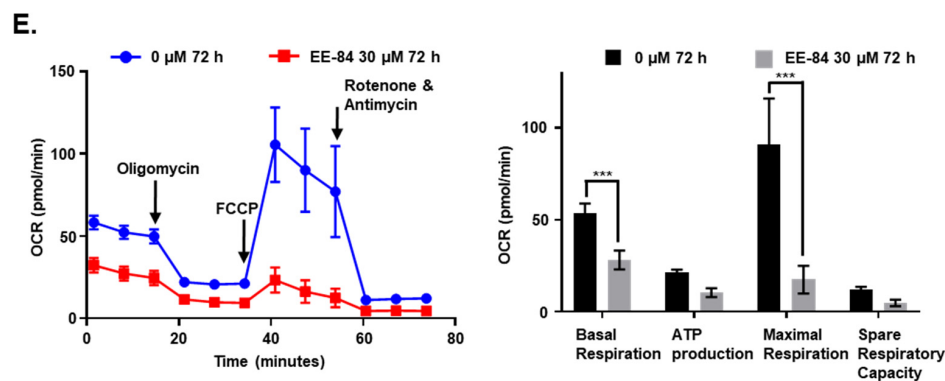 E.
0 µM 72 h
EE-84 30 µM 72 h
150
100
50
0
OCR (pmol/min)
Oligomycin
FCCP
Rotenone &
Antimycin
0
20
40
60
80
Time (minutes)
0 µM 72 h
EE-84 30 µM 72 h
100
50
0
OCR (pmol/min)
***
***
Basal
Respiration
ATP
production
Maximal
Respiration
Spare
Respiratory
Capacity